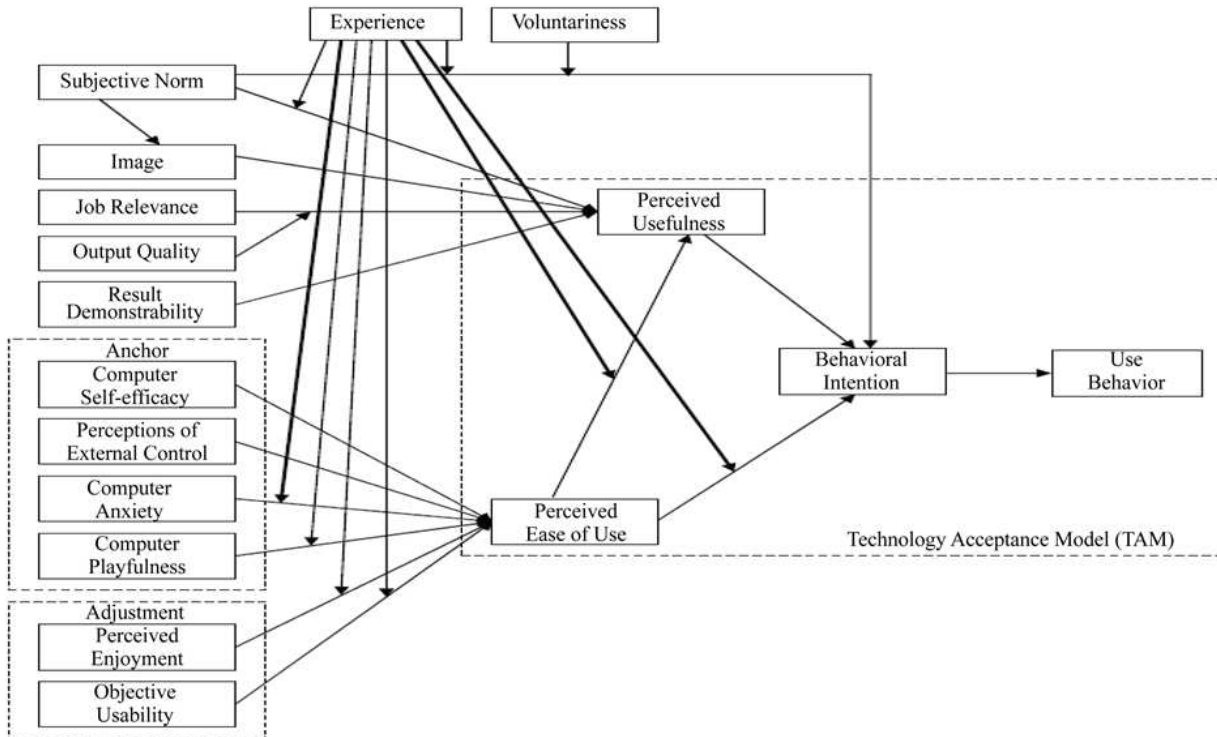 Experience
Voluntariness
Subjective Norm
Image
Job Relevance
Output Quality
Result
Demonstrability
Perceived
Usefulness
Anchor
Computer
Self-efficacy
Perceptions of
External Control
Computer
Anxiety
Computer
Playfulness
Behavioral
Intention
Use
Behavior
Perceived
Ease of Use
Technology Acceptance Model (TAM)
Adjustment
Perceived
Enjoyment
Objective
Usability